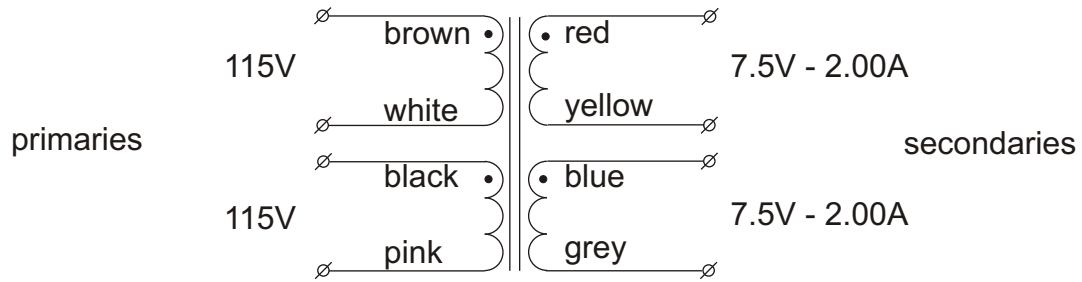 brown
red
115V
7.5V - 2.00A
white
yellow
primaries
secondaries
black
blue
115V
7.5V - 2.00A
pink
grey